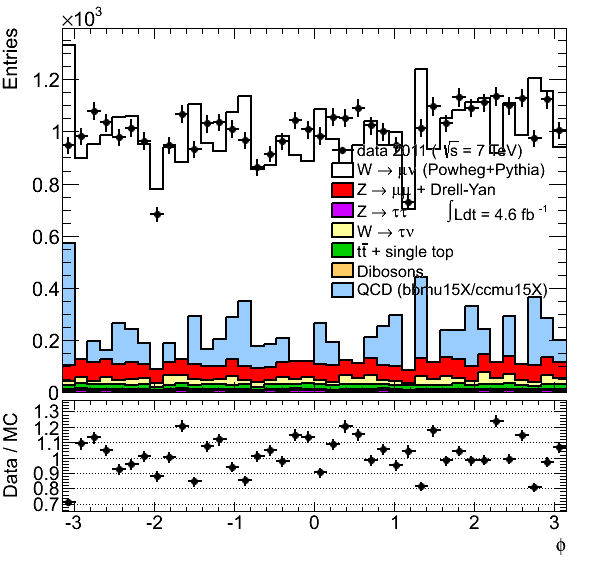 ×10³
Entries
1.2
1
0.8
0.6
0.4
0.2
0
data 2011 (√s = 7 TeV)
W → μν (Powheg+Pythia)
Z → μμ + Drell-Yan
Z → ττ
∫Ldt = 4.6 fb⁻¹
W → τν
tt̄ + single top
Dibosons
QCD (bbmu15X/ccmu15X)
Data / MC
1.3
1.2
1.1
1
0.9
0.8
0.7
-3 -2 -1 0 1 2 3
ϕ